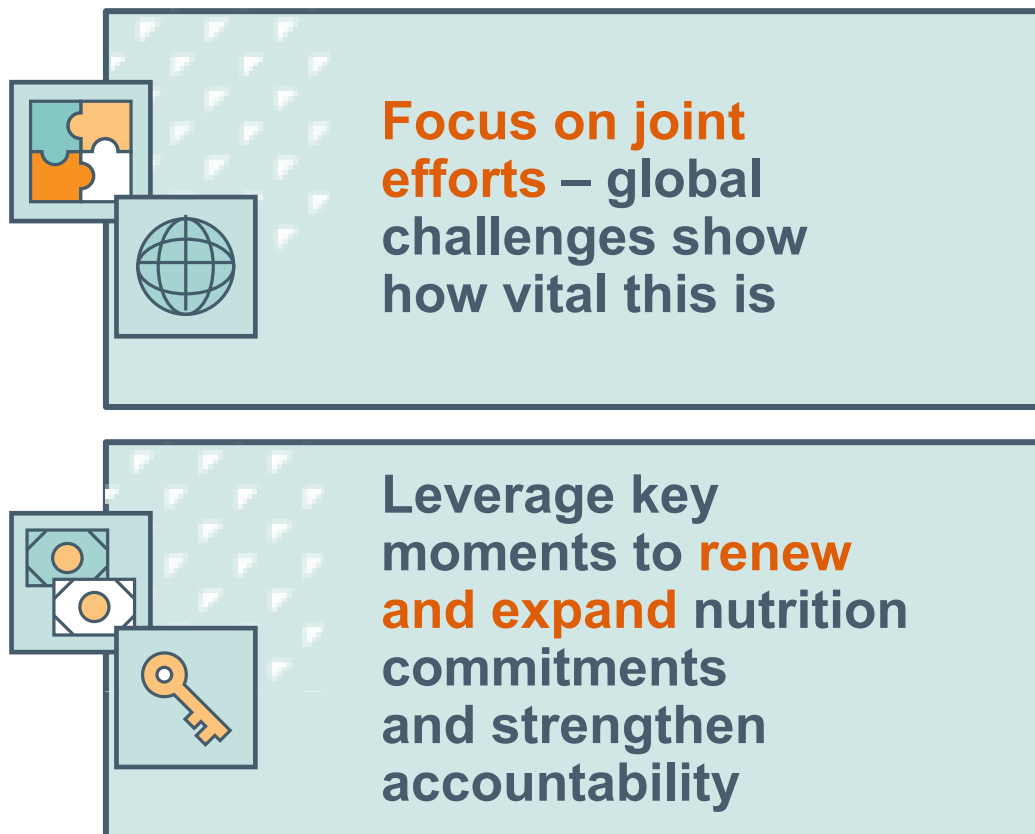 Focus on joint
efforts – global
challenges show
how vital this is
Leverage key
moments to renew
and expand nutrition
commitments
and strengthen
accountability